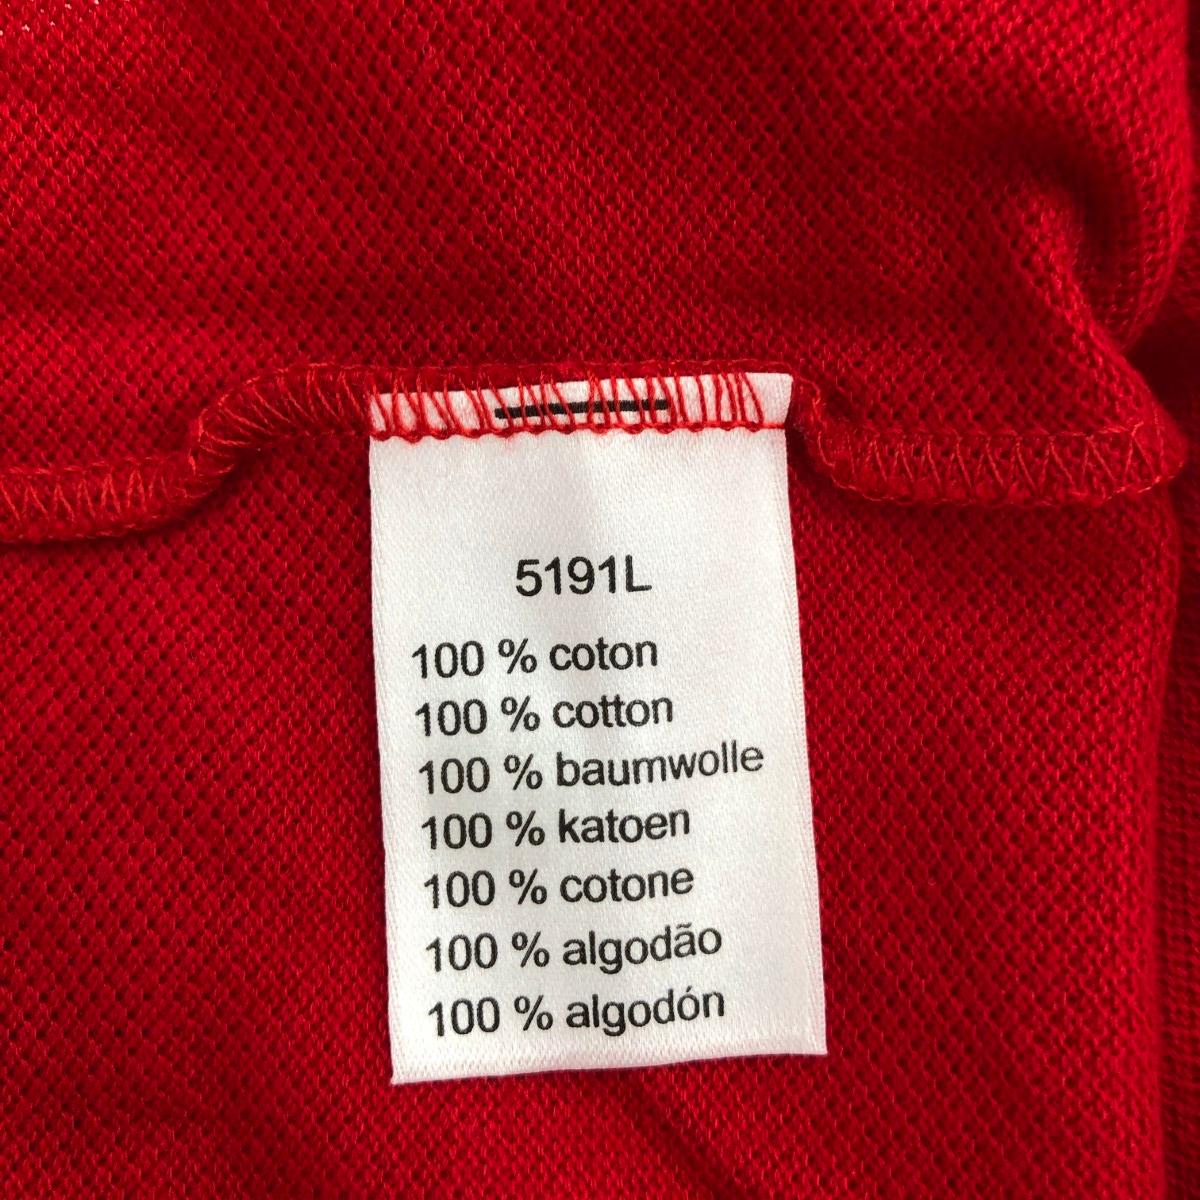 5191L
100 % coton
100 % cotton
100 % baumwolle
100 % katoen
100 % cotone
100 % algodão
100 % algodón